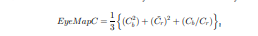 EyeMapC = \frac{1}{3}\left\{(C_b^2) + (\tilde{C}_r)^2 + (C_b/C_r)\right\},